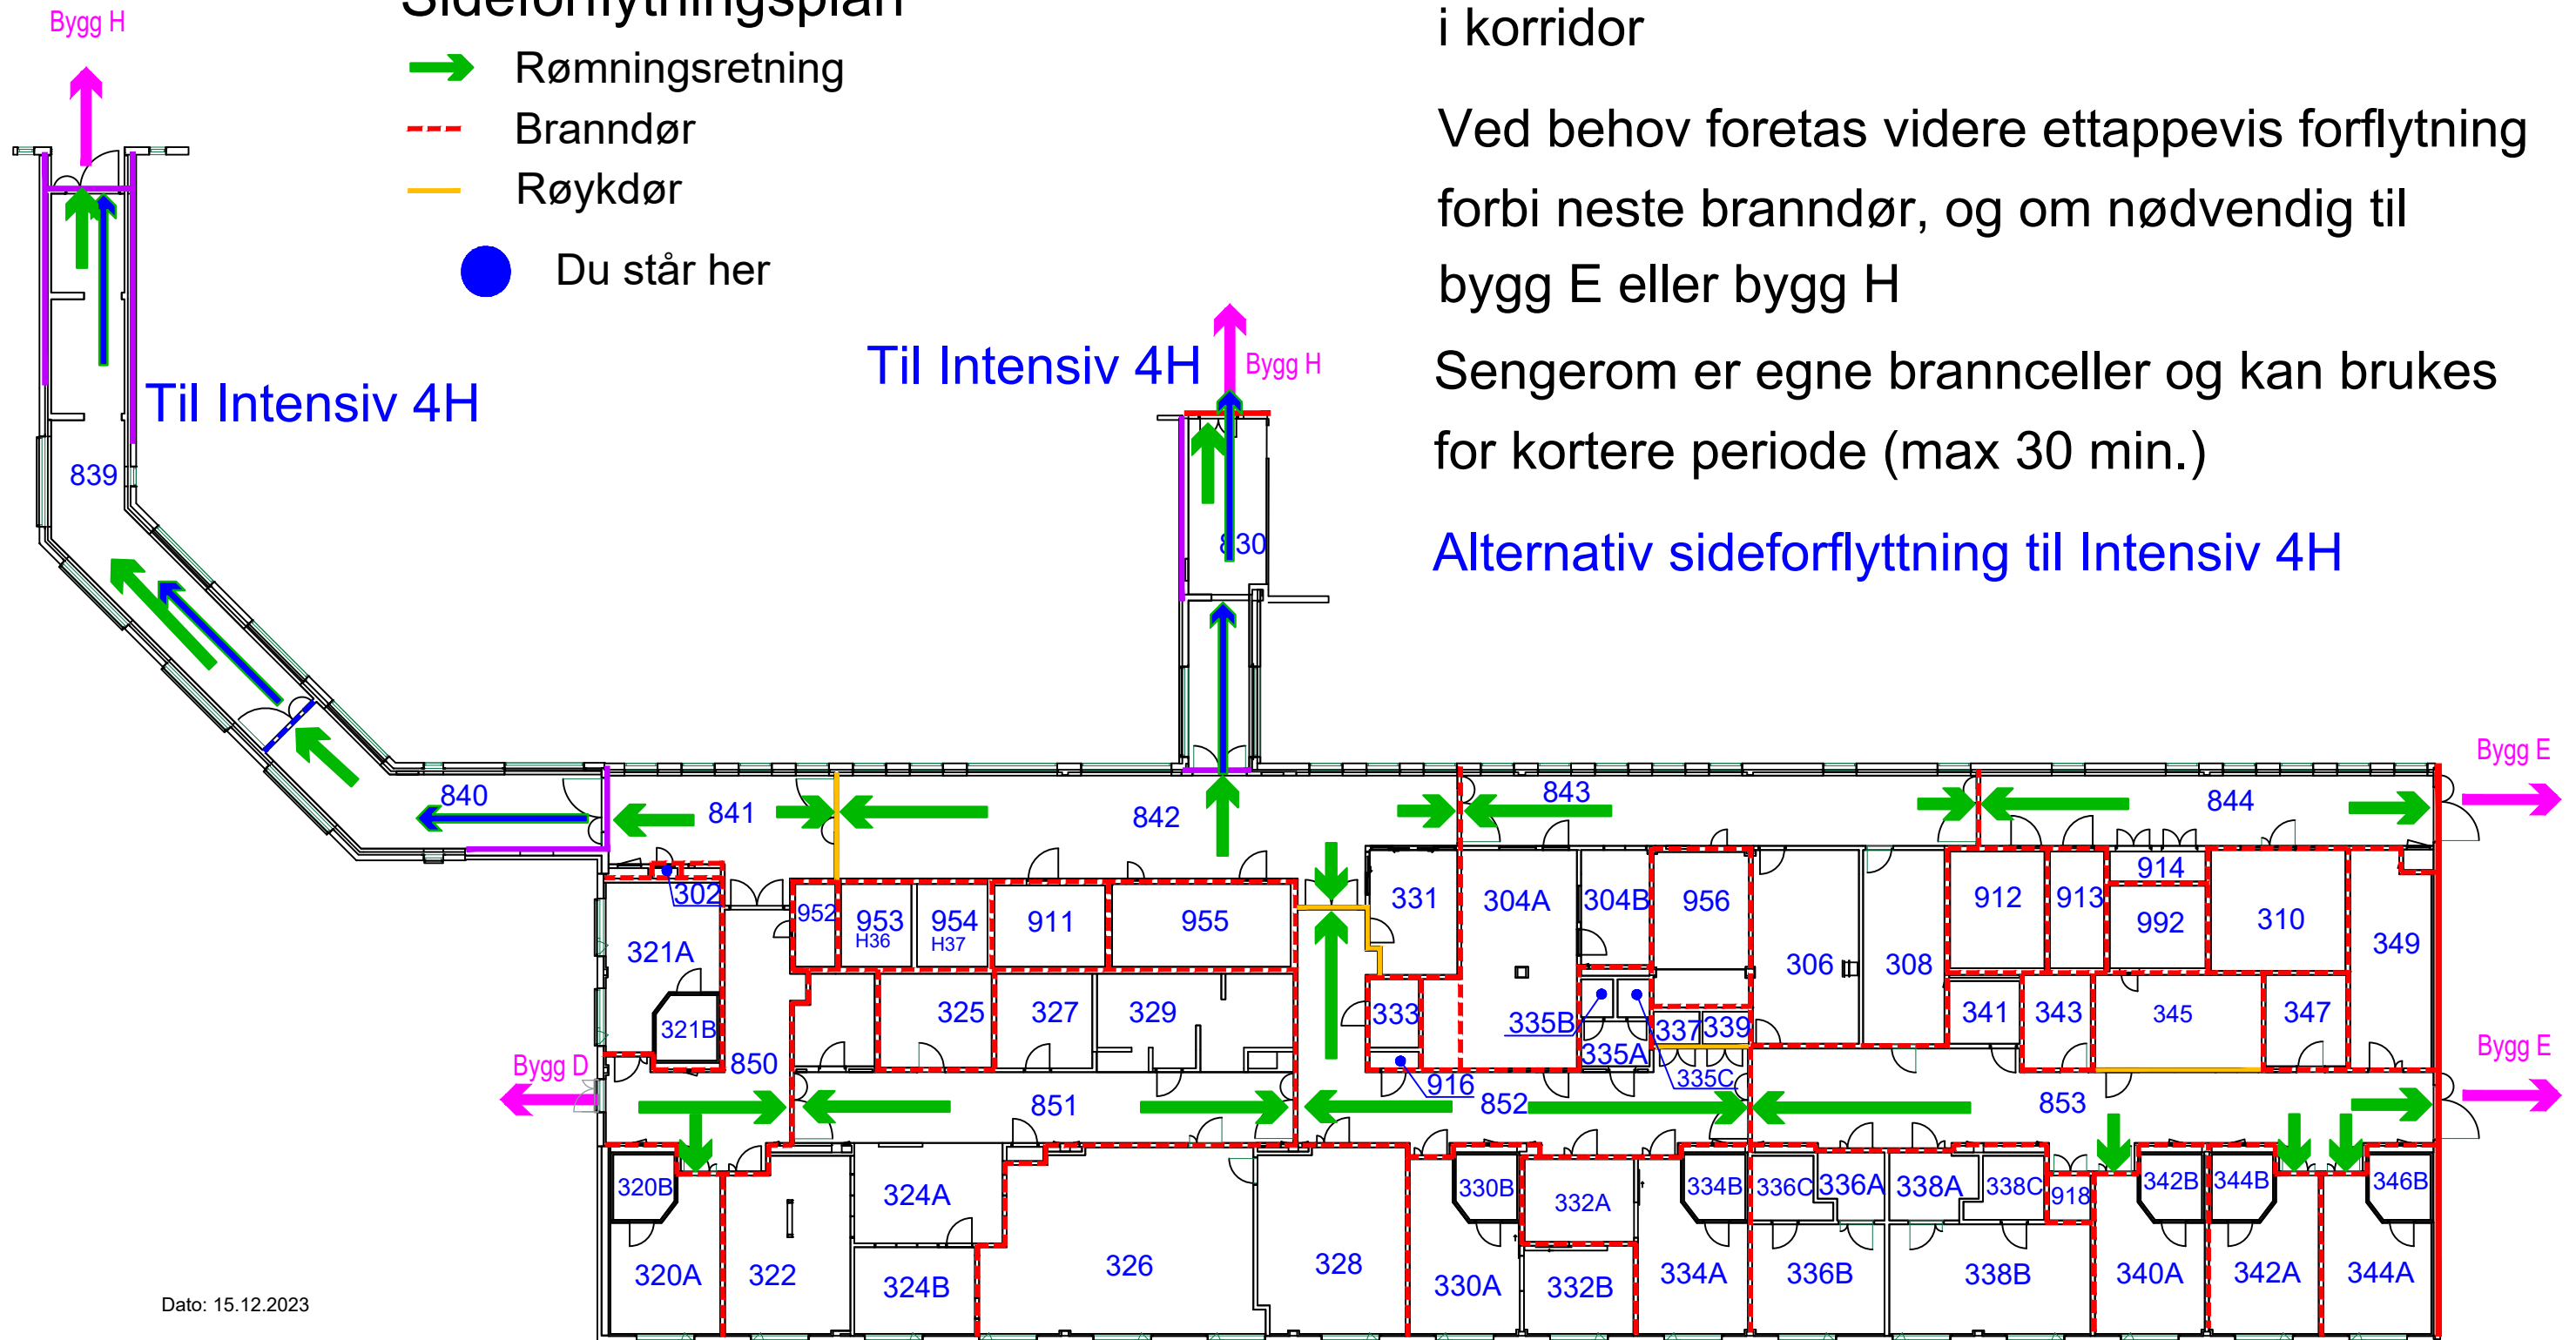 Sideforflytningsplan
Rømningsretning
Branndør
Røykdør
Du står her
i korridor
Ved behov foretas videre ettappevis forflytning
forbi neste branndør, og om nødvendig til
bygg E eller bygg H
Sengerom er egne brannceller og kan brukes
for kortere periode (max 30 min.)
Alternativ sideforflyttning til Intensiv 4H
Bygg H
Til Intensiv 4H
Til Intensiv 4H
Bygg H
839
830
Bygg E
840
841
842
843
844
302
321A
321B
952
953
H36
954
H37
911
955
331
304A
304B
956
306
308
912
913
914
992
310
349
325
327
329
333
335B
335A
337
339
335C
341
343
345
347
916
Bygg D
850
851
852
853
Bygg E
320B
320A
322
324A
324B
326
328
330B
330A
332A
332B
334B
334A
336C
336A
336B
338A
338C
338B
918
342B
340A
344B
342A
346B
344A
Dato: 15.12.2023